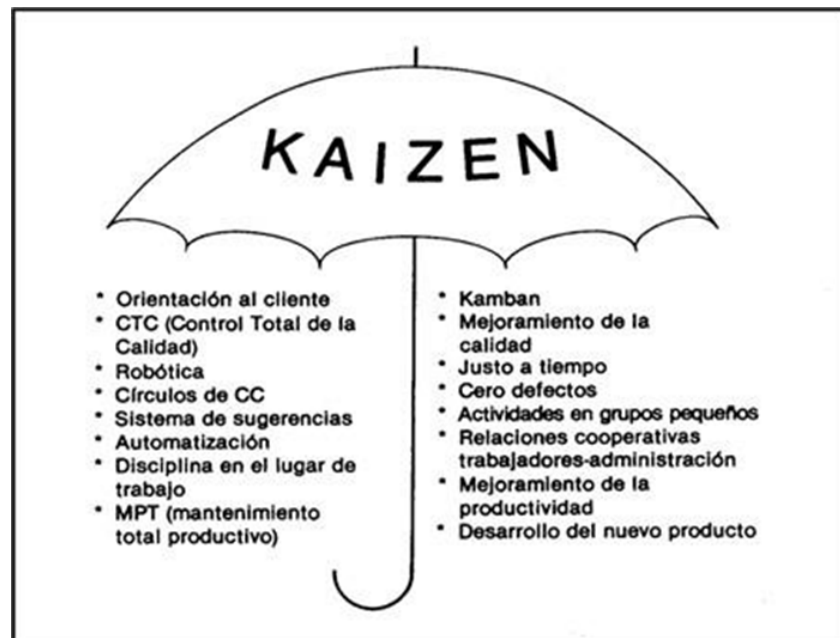 KAIZEN
* Orientación al cliente
* CTC (Control Total de la
Calidad)
* Robótica
* Círculos de CC
* Sistema de sugerencias
* Automatización
* Disciplina en el lugar de
trabajo
* MPT (mantenimiento
total productivo)
* Kamban
* Mejoramiento de la
calidad
* Justo a tiempo
* Cero defectos
* Actividades en grupos pequeños
* Relaciones cooperativas
trabajadores-administración
* Mejoramiento de la
productividad
* Desarrollo del nuevo producto